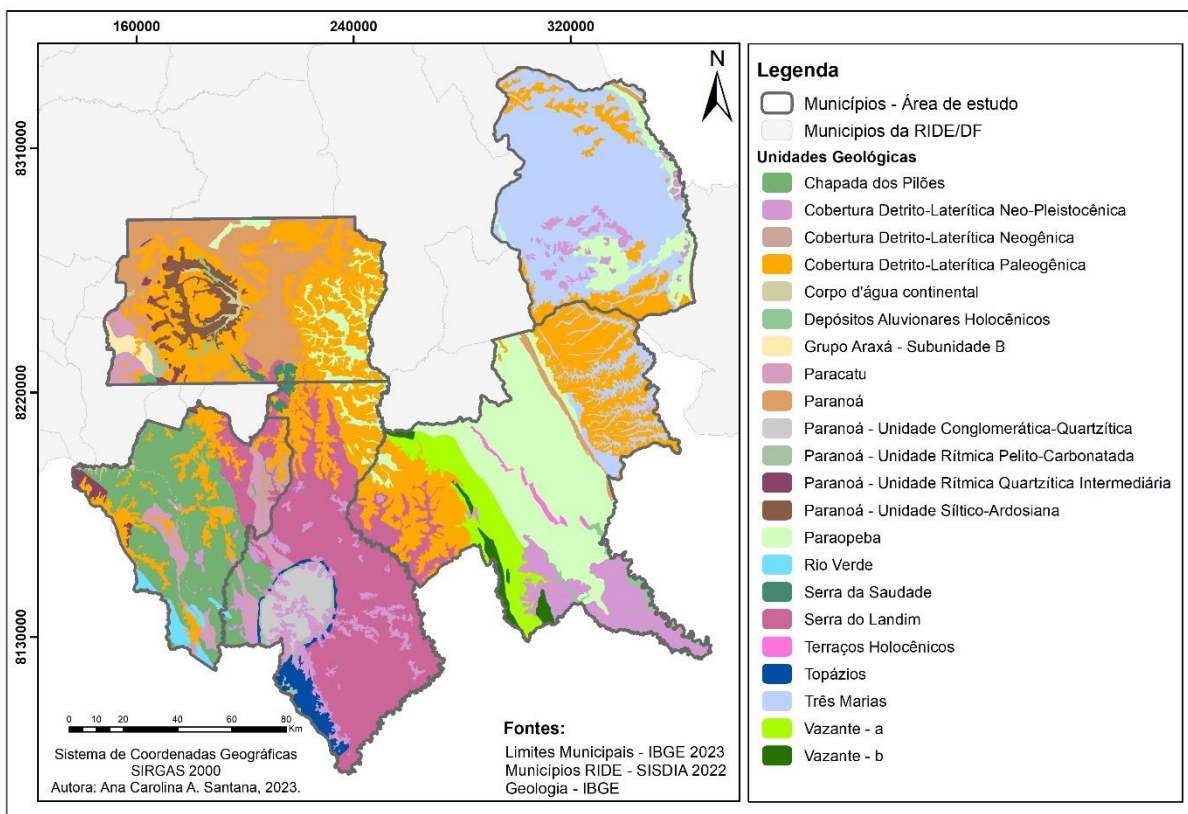 160000
240000
320000
N
8310000
8220000
8130000
0 10 20 40 60 80
Km
Sistema de Coordenadas Geográficas
SIRGAS 2000
Autora: Ana Carolina A. Santana, 2023.
Fontes:
Limites Municipais - IBGE 2023
Municípios RIDE - SISDIA 2022
Geologia - IBGE
Legenda
Municípios - Área de estudo
Municipios da RIDE/DF
Unidades Geológicas
Chapada dos Pilões
Cobertura Detrito-Laterítica Neo-Pleistocênica
Cobertura Detrito-Laterítica Neogênica
Cobertura Detrito-Laterítica Paleogênica
Corpo d'água continental
Depósitos Aluvionares Holocênicos
Grupo Araxá - Subunidade B
Paracatu
Paranoá
Paranoá - Unidade Conglomerática-Quartzítica
Paranoá - Unidade Rítmica Pelito-Carbonatada
Paranoá - Unidade Rítmica Quartzítica Intermediária
Paranoá - Unidade Síltico-Ardosiana
Paraopeba
Rio Verde
Serra da Saudade
Serra do Landim
Terraços Holocênicos
Topázios
Três Marias
Vazante - a
Vazante - b